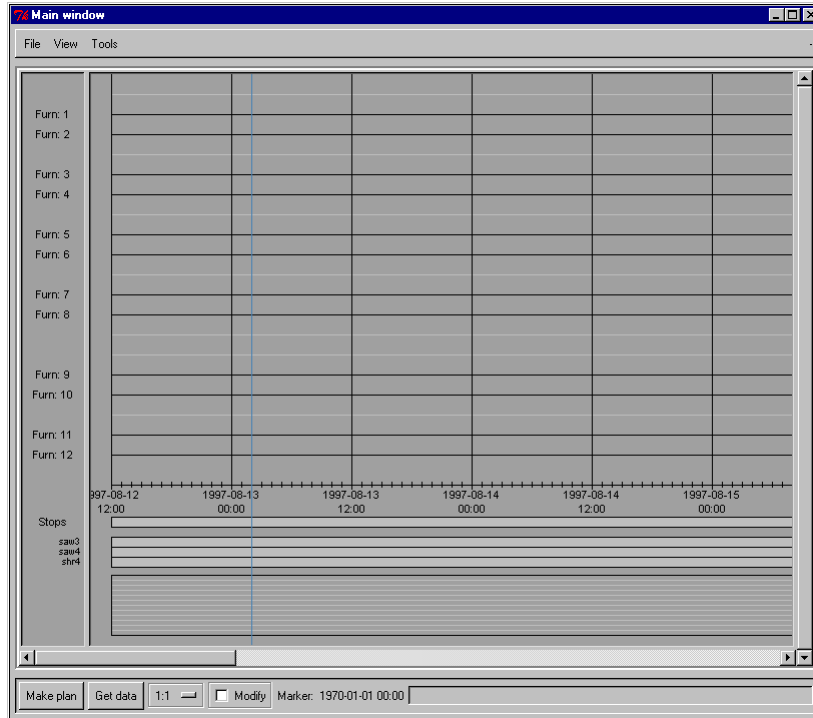 Main window
File View Tools
Furn: 1
Furn: 2
Furn: 3
Furn: 4
Furn: 5
Furn: 6
Furn: 7
Furn: 8
Furn: 9
Furn: 10
Furn: 11
Furn: 12
997-08-12 1997-08-13 1997-08-13 1997-08-14 1997-08-14 1997-08-15
12:00 00:00 12:00 00:00 12:00 00:00
Stops
saw3
saw4
shr4
Make plan Get data 1:1 Modify Marker: 1970-01-01 00:00